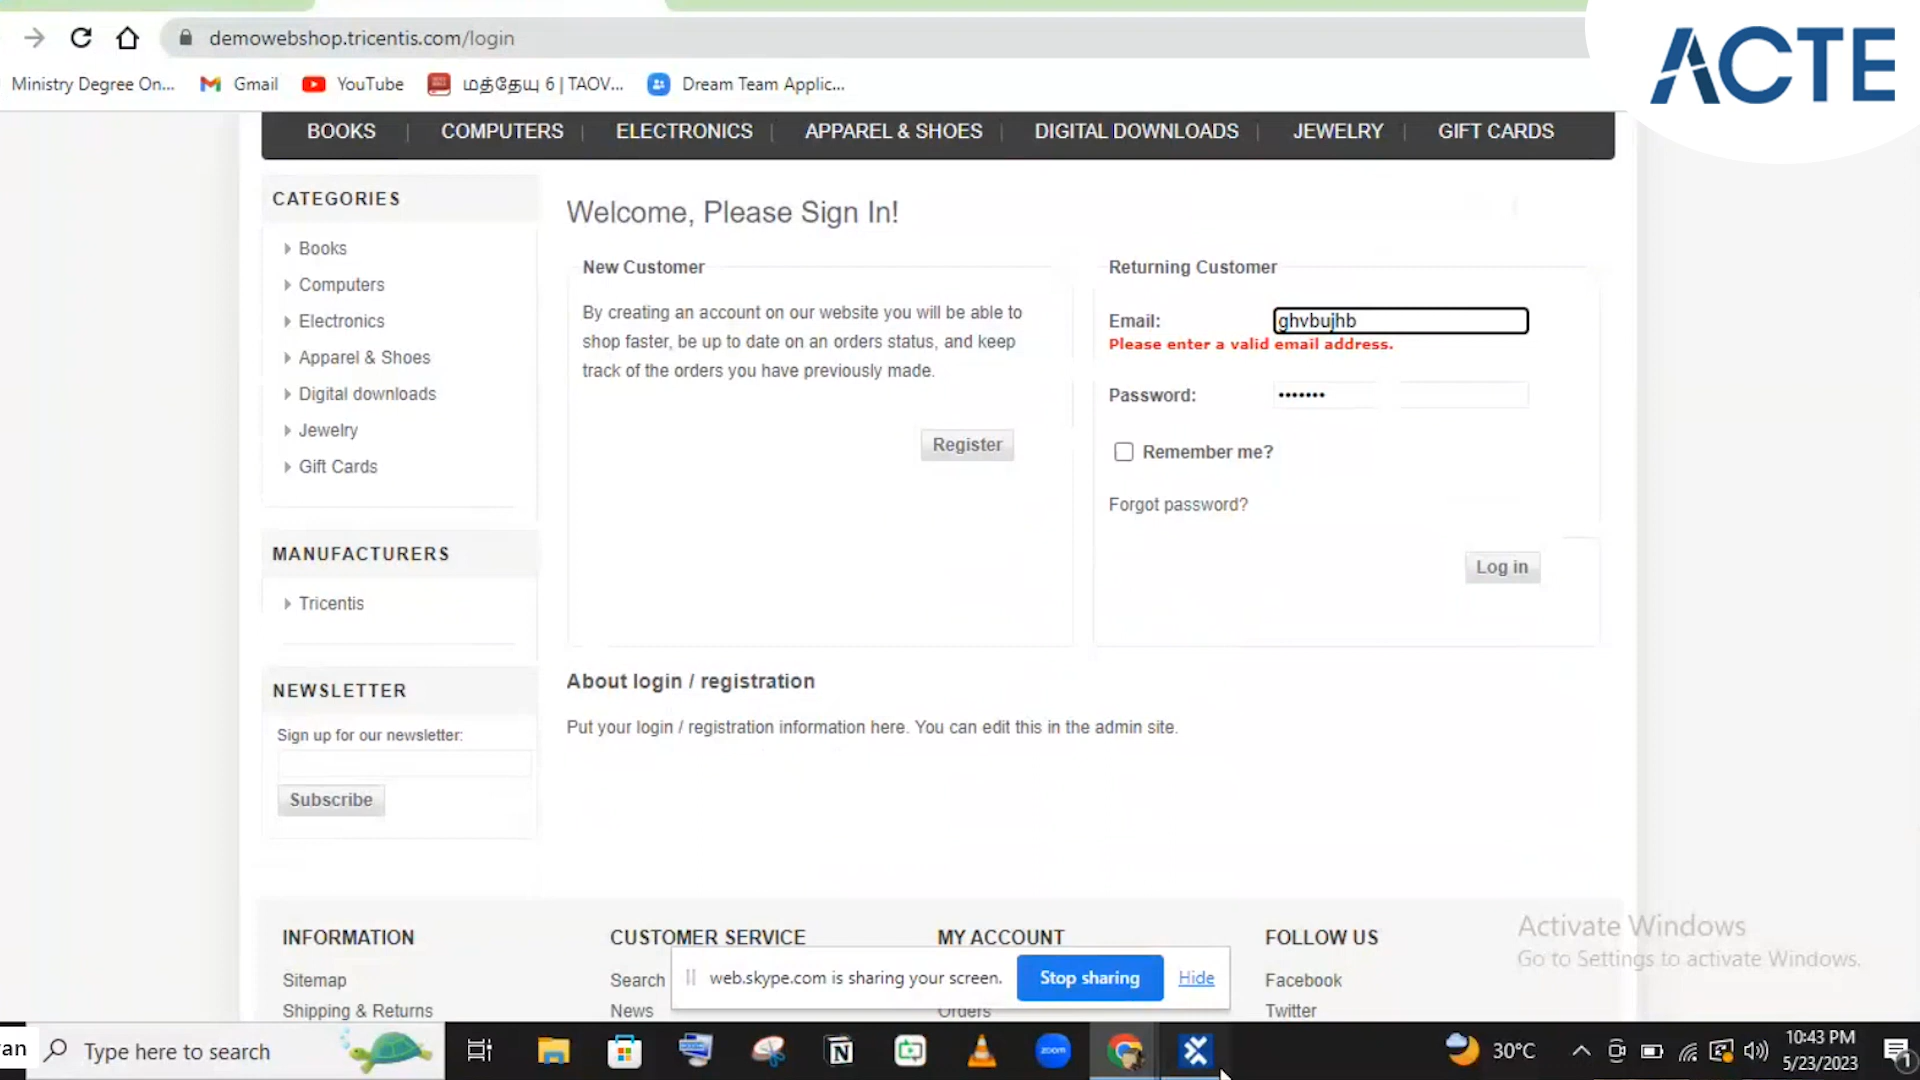 demowebshop.tricentis.com/login
ACTE
Ministry Degree On...
Gmail
YouTube
மத்தேயு 6 | TAOV...
Dream Team Applic...
BOOKS | COMPUTERS | ELECTRONICS | APPAREL & SHOES | DIGITAL DOWNLOADS | JEWELRY | GIFT CARDS
CATEGORIES
Books
Computers
Electronics
Apparel & Shoes
Digital downloads
Jewelry
Gift Cards
MANUFACTURERS
Tricentis
NEWSLETTER
Sign up for our newsletter:
Subscribe
Welcome, Please Sign In!
New Customer
By creating an account on our website you will be able to
shop faster, be up to date on an orders status, and keep
track of the orders you have previously made.
Register
Returning Customer
Email: ghvbujhb
Please enter a valid email address.
Password: •••••••
Remember me?
Forgot password?
Log in
About login / registration
Put your login / registration information here. You can edit this in the admin site.
INFORMATION
Sitemap
Shipping & Returns
CUSTOMER SERVICE
Search
News
MY ACCOUNT
Orders
FOLLOW US
Facebook
Twitter
web.skype.com is sharing your screen.
Stop sharing
Hide
Activate Windows
Go to Settings to activate Windows.
van
Type here to search
zoom
30°C
10:43 PM
5/23/2023
1